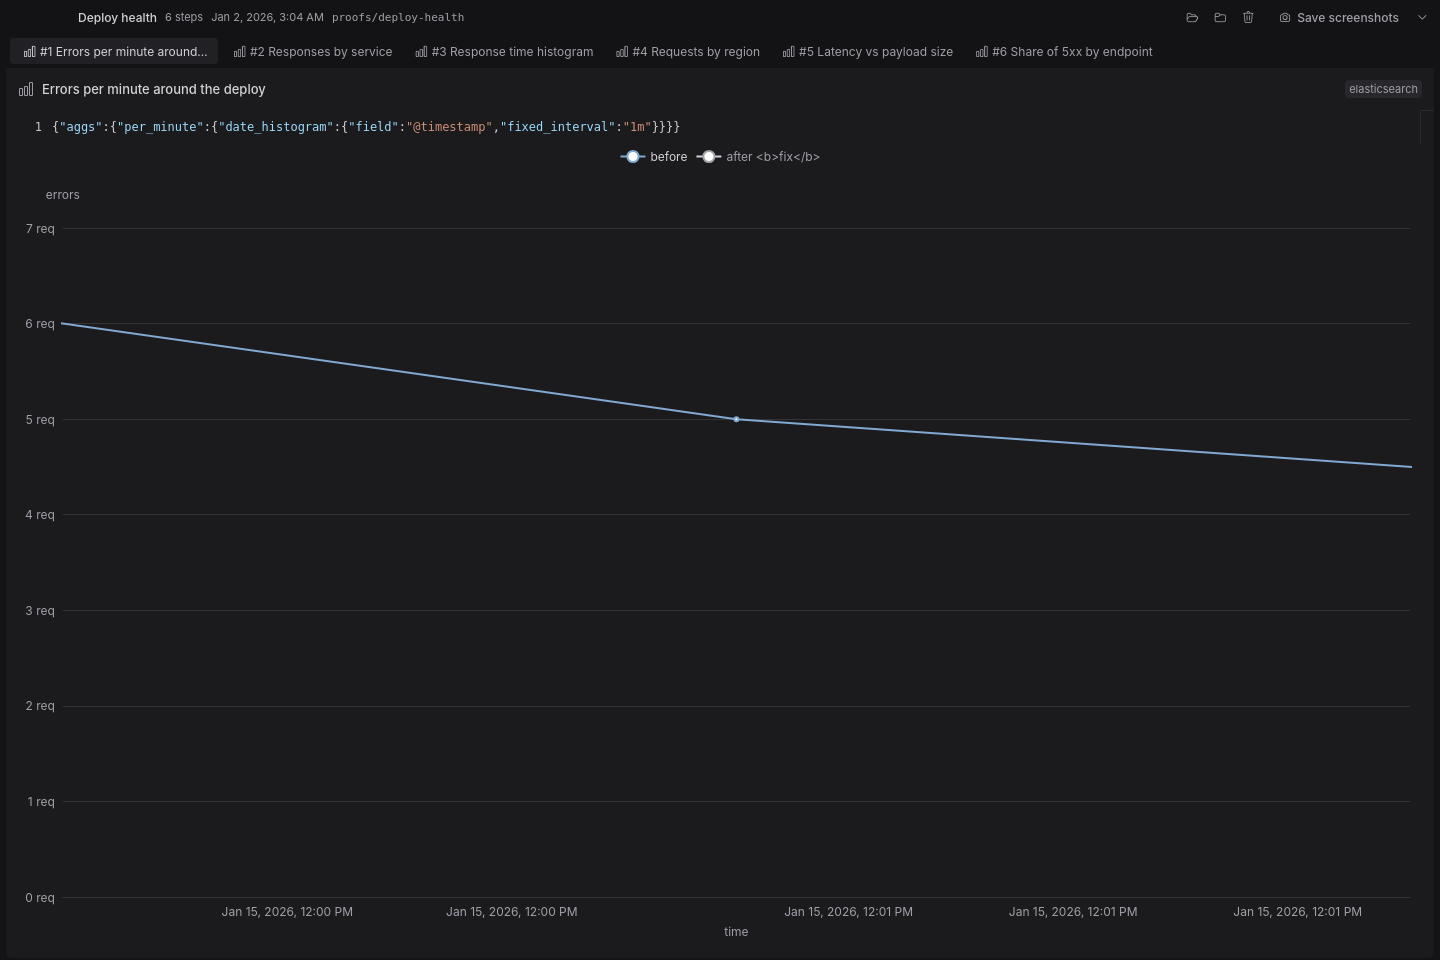 Deploy health 6 steps Jan 2, 2026, 3:04 AM proofs/deploy-health
Save screenshots
#1 Errors per minute around... #2 Responses by service #3 Response time histogram #4 Requests by region #5 Latency vs payload size #6 Share of 5xx by endpoint
Errors per minute around the deploy
elasticsearch
1 {"aggs":{"per_minute":{"date_histogram":{"field":"@timestamp","fixed_interval":"1m"}}}}
before after <b>fix</b>
errors
7 req
6 req
5 req
4 req
3 req
2 req
1 req
0 req
Jan 15, 2026, 12:00 PM Jan 15, 2026, 12:00 PM Jan 15, 2026, 12:01 PM Jan 15, 2026, 12:01 PM Jan 15, 2026, 12:01 PM
time